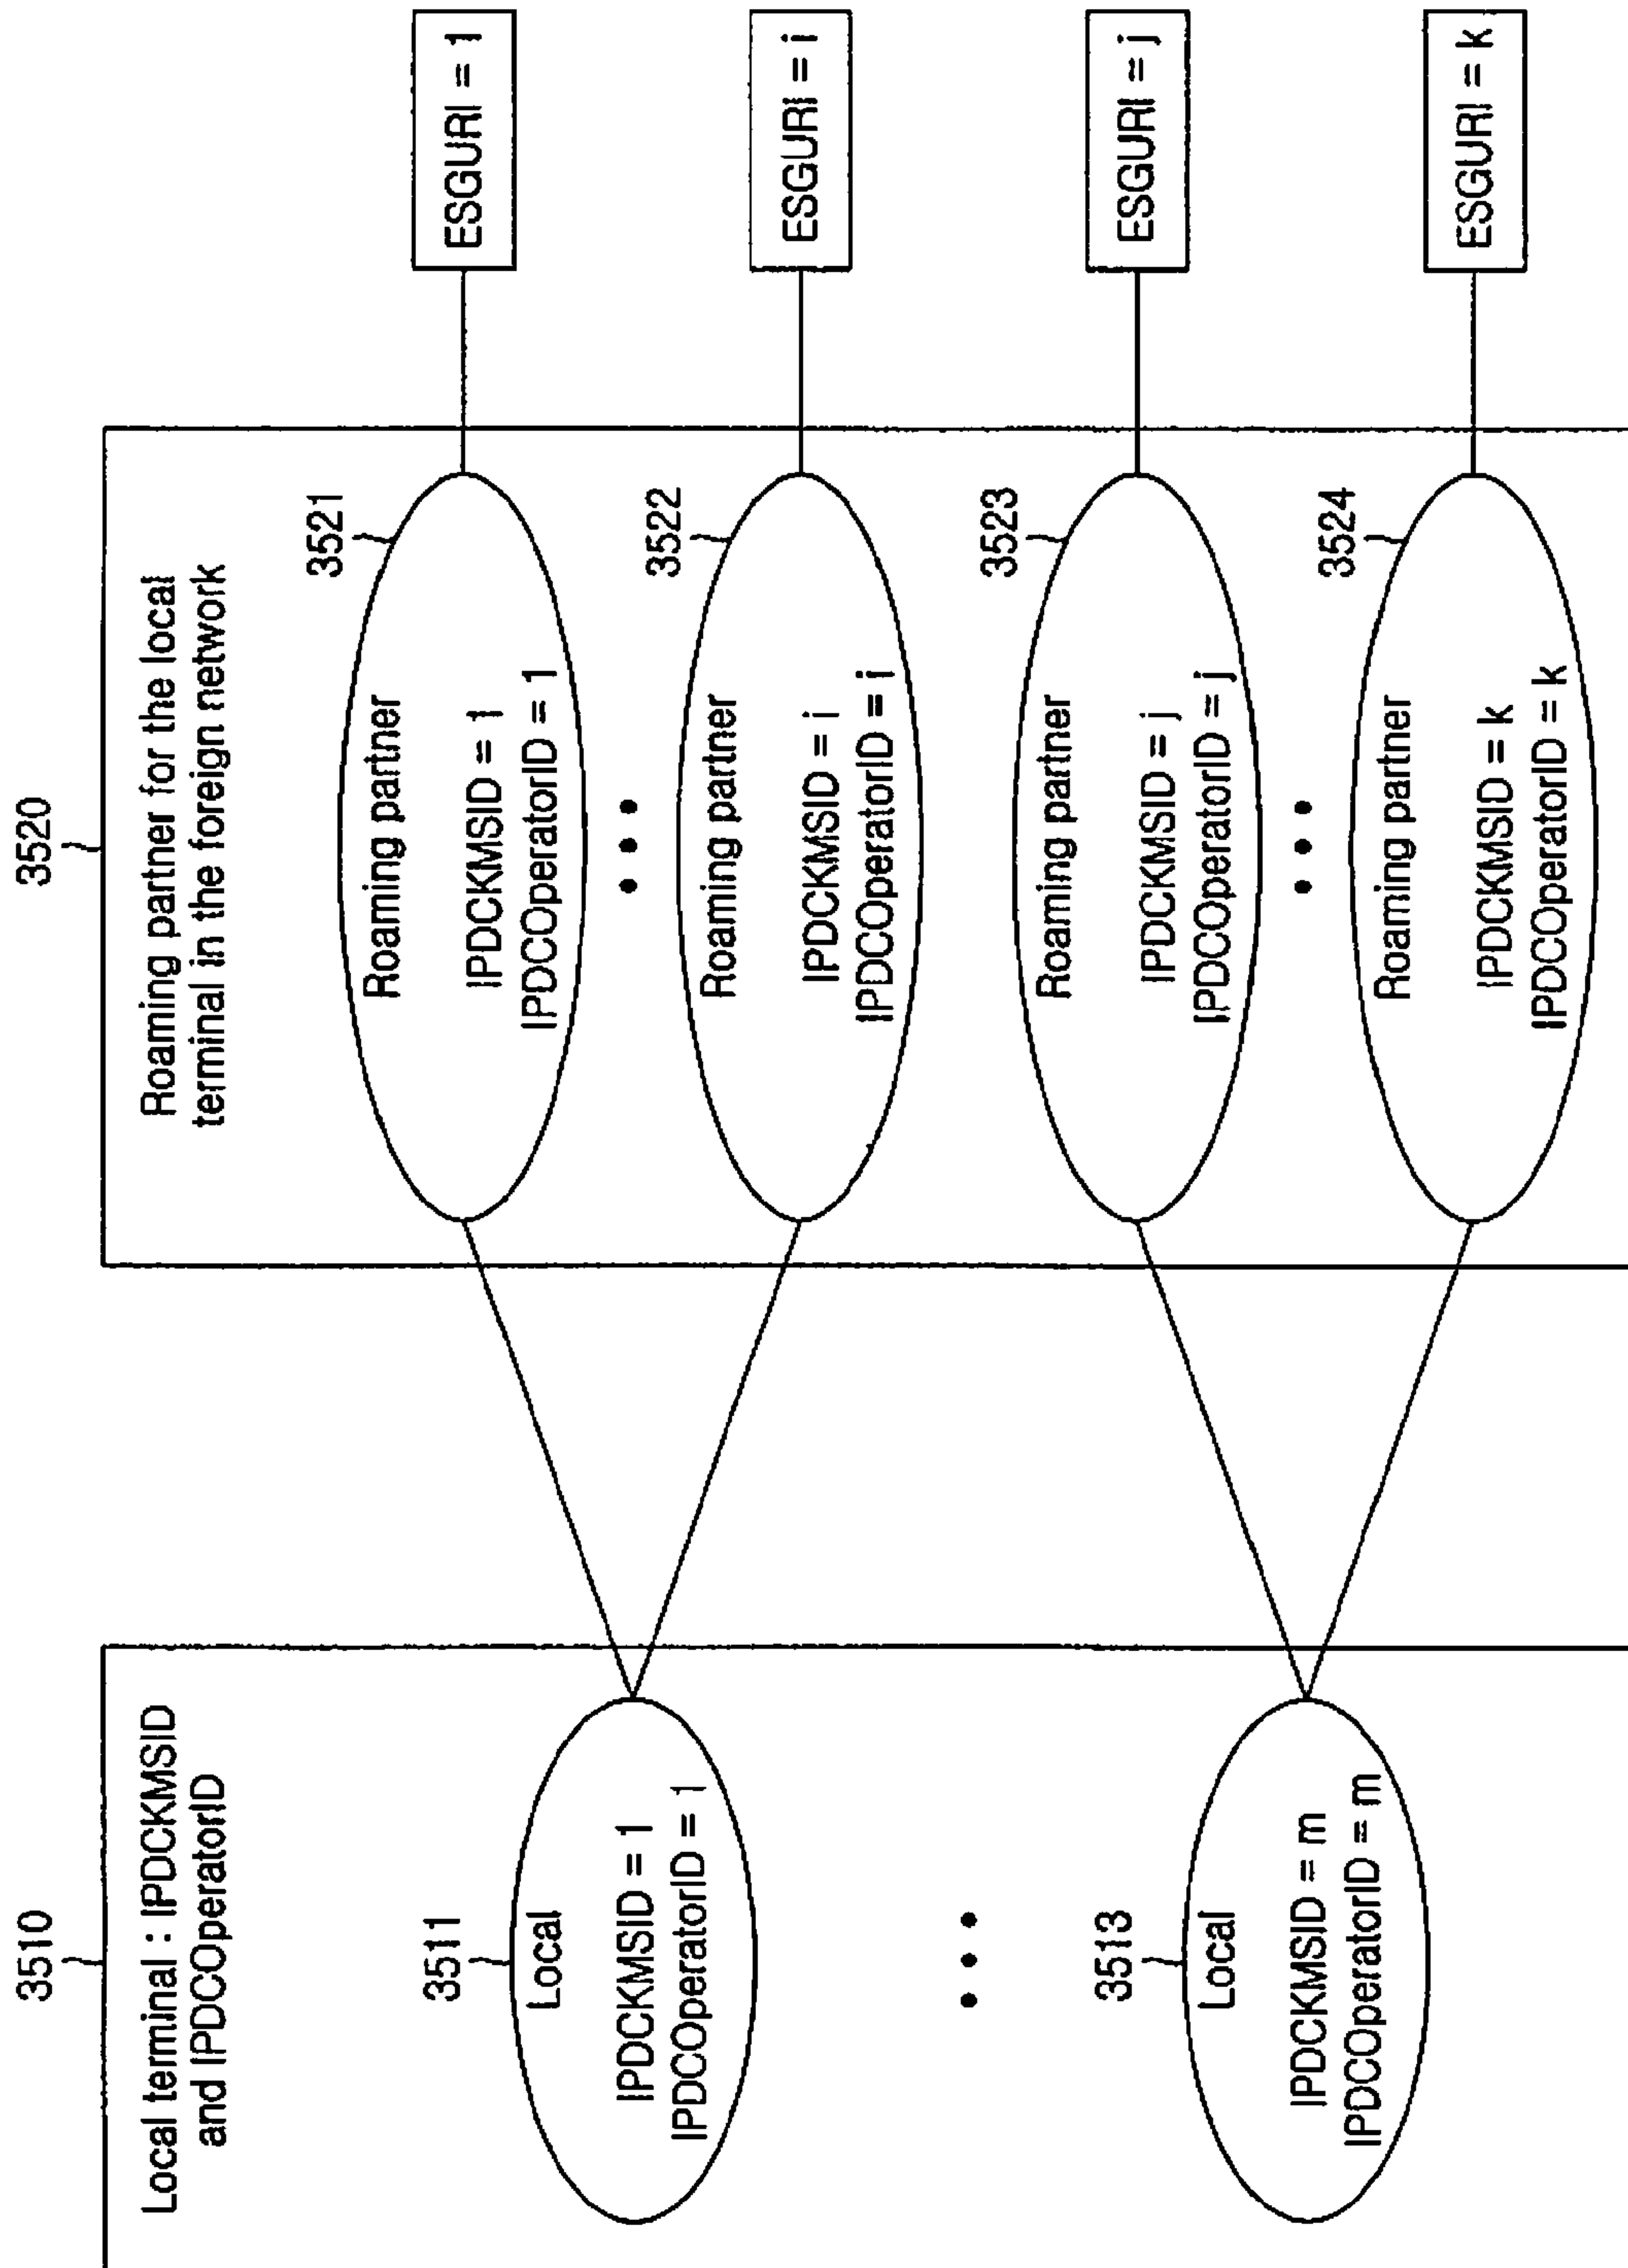 3510
Local terminal : IPDCKMSID
and IPDCOperatorID
3511
Local
IPDCKMSID = 1
IPDCOperatorID = 1
3513
Local
IPDCKMSID = m
IPDCOperatorID = m
3520
Roaming partner for the local
terminal in the foreign network
3521
Roaming partner
IPDCKMSID = 1
IPDCOperatorID = 1
3522
Roaming partner
IPDCKMSID = i
IPDCOperatorID = i
3523
Roaming partner
IPDCKMSID = j
IPDCOperatorID = j
3524
Roaming partner
IPDCKMSID = k
IPDCOperatorID = k
ESGURI = 1
ESGURI = i
ESGURI = j
ESGURI = k